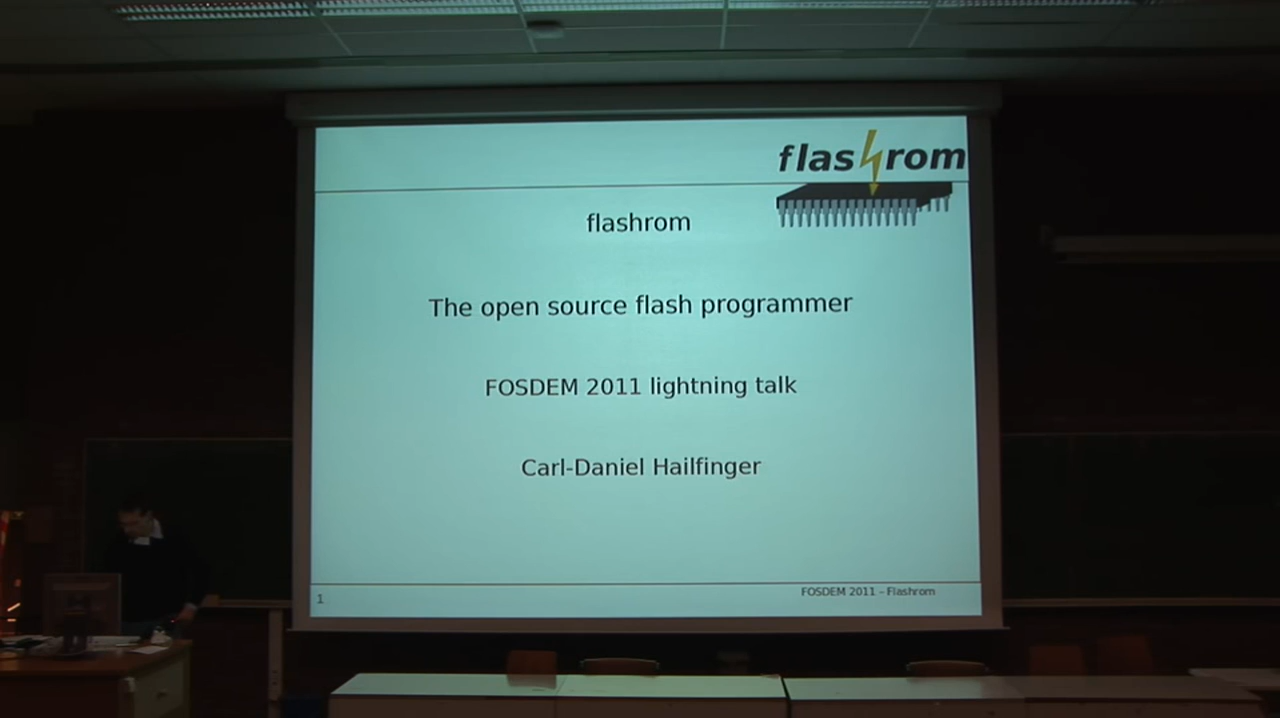 flashrom
flashrom
The open source flash programmer
FOSDEM 2011 lightning talk
Carl-Daniel Hailfinger
1
FOSDEM 2011 – Flashrom